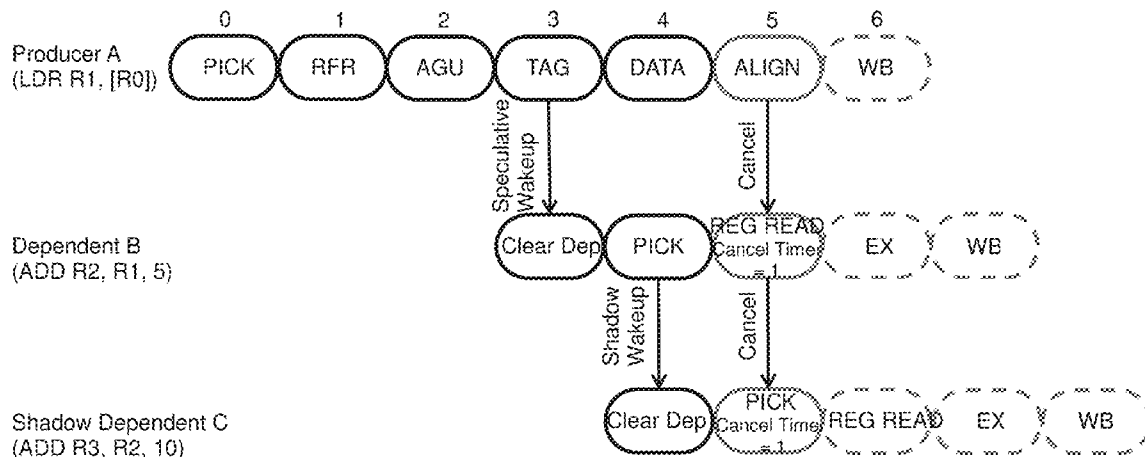 0 1 2 3 4 5 6
Producer A
(LDR R1, [R0])
PICK RFR AGU TAG DATA ALIGN WB
Speculative
Wakeup
Cancel
Dependent B
(ADD R2, R1, 5)
Clear Dep PICK REG READ EX WB
Cancel Timer
= 1
Shadow
Wakeup
Cancel
Shadow Dependent C
(ADD R3, R2, 10)
Clear Dep PICK REG READ EX WB
Cancel Timer
= 1